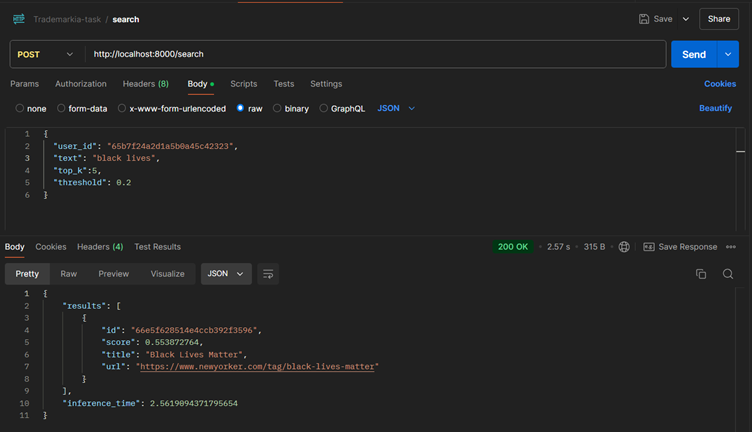 HTTP Trademarkia-task / search Save Share
POST http://localhost:8000/search Send
Params Authorization Headers (8) Body Scripts Tests Settings Cookies
none form-data x-www-form-urlencoded raw binary GraphQL JSON Beautify
1 {
2 "user_id": "65b7f24a2d1a5b0a45c42323",
3 "text": "black lives",
4 "top_k":5,
5 "threshold": 0.2
6 }
Body Cookies Headers (4) Test Results 200 OK 2.57 s 315 B Save Response
Pretty Raw Preview Visualize JSON
1 {
2 "results": [
3 {
4 "id": "66e5f628514e4ccb392f3596",
5 "score": 0.553872764,
6 "title": "Black Lives Matter",
7 "url": "https://www.newyorker.com/tag/black-lives-matter"
8 }
9 ],
10 "inference_time": 2.5619094371795654
11 }